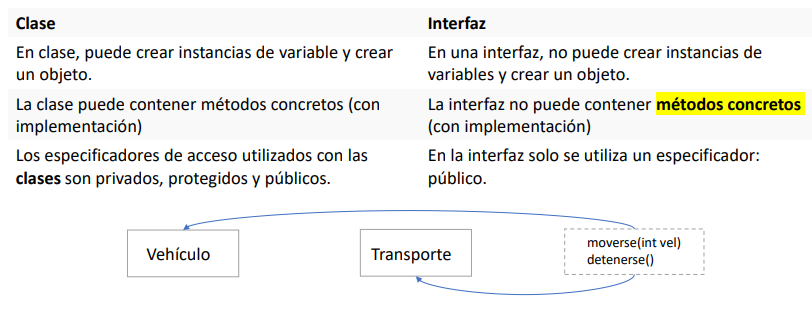 Clase
Interfaz
En clase, puede crear instancias de variable y crear
un objeto.
En una interfaz, no puede crear instancias de
variables y crear un objeto.
La clase puede contener métodos concretos (con
implementación)
La interfaz no puede contener métodos concretos
(con implementación)
Los especificadores de acceso utilizados con las
clases son privados, protegidos y públicos.
En la interfaz solo se utiliza un especificador:
público.
Vehículo
Transporte
moverse(int vel)
detenerse()